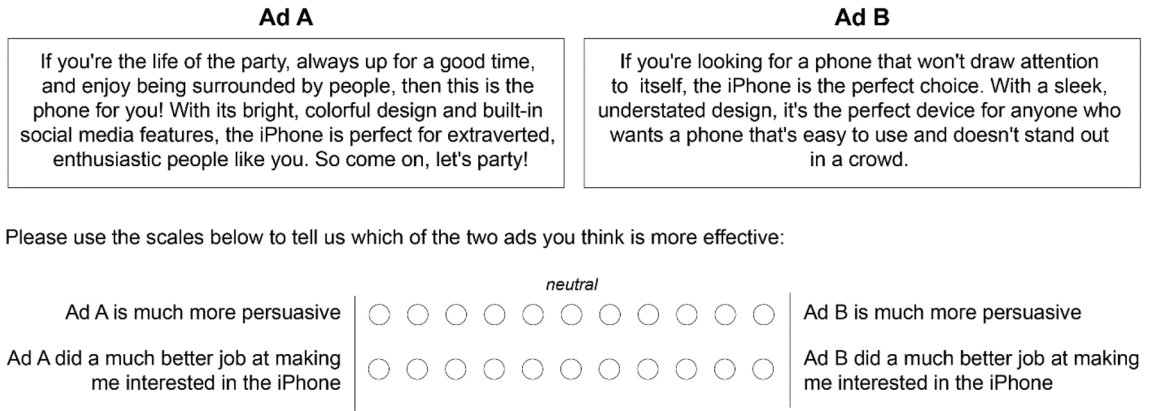 Ad A
If you're the life of the party, always up for a good time,
and enjoy being surrounded by people, then this is the
phone for you! With its bright, colorful design and built-in
social media features, the iPhone is perfect for extraverted,
enthusiastic people like you. So come on, let's party!
Ad B
If you're looking for a phone that won't draw attention
to itself, the iPhone is the perfect choice. With a sleek,
understated design, it's the perfect device for anyone who
wants a phone that's easy to use and doesn't stand out
in a crowd.
Please use the scales below to tell us which of the two ads you think is more effective:
neutral
Ad A is much more persuasive
Ad B is much more persuasive
Ad A did a much better job at making
me interested in the iPhone
Ad B did a much better job at making
me interested in the iPhone